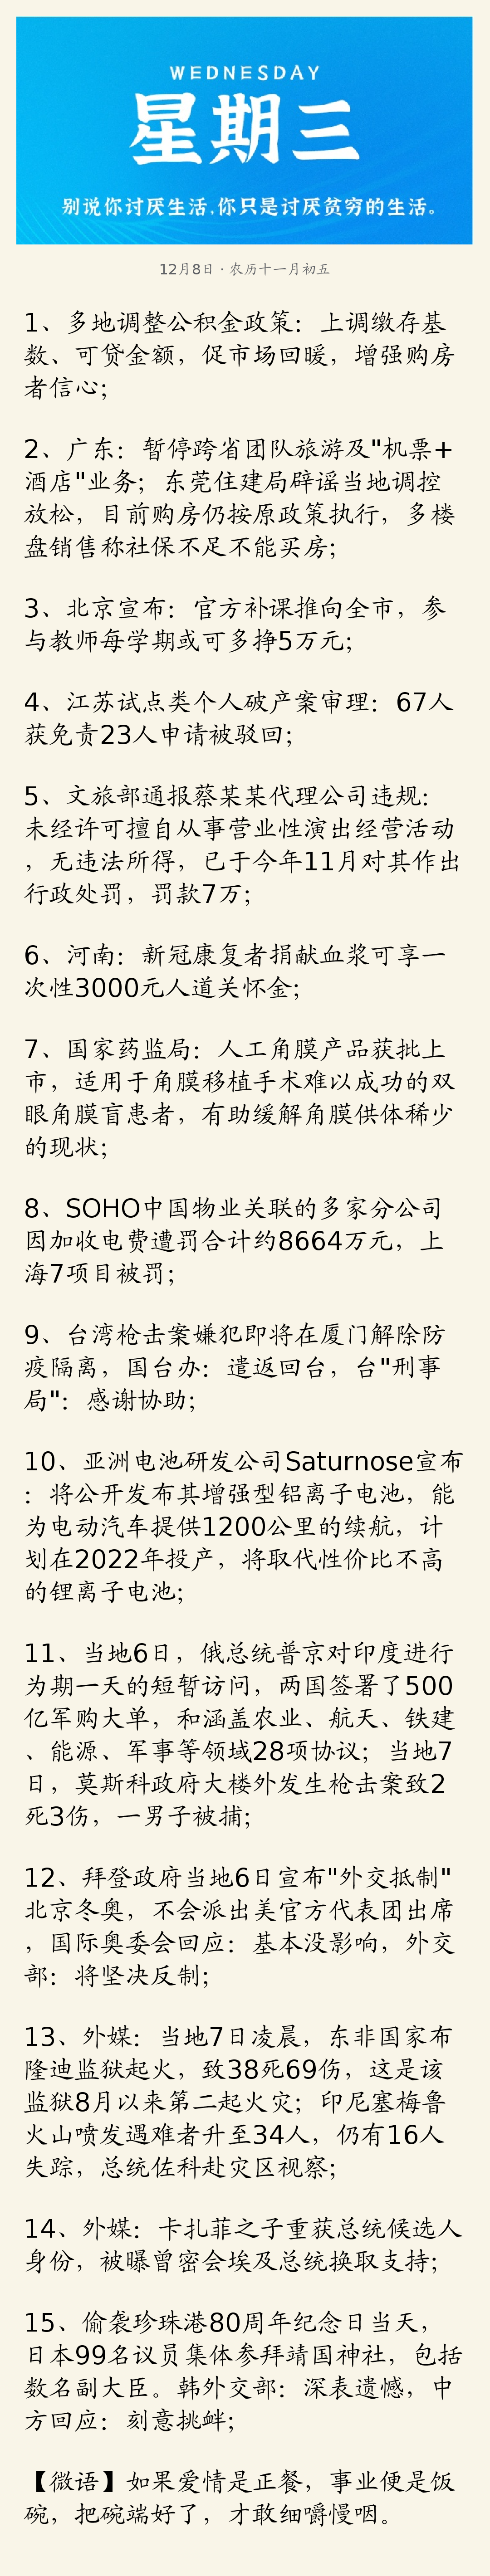 WEDNESDAY
星期三
别说你讨厌生活,你只是讨厌贫穷的生活。
12月8日·农历十一月初五
1、多地调整公积金政策：上调缴存基
数、可贷金额，促市场回暖，增强购房
者信心；
2、广东：暂停跨省团队旅游及"机票+
酒店"业务；东莞住建局辟谣当地调控
放松，目前购房仍按原政策执行，多楼
盘销售称社保不足不能买房；
3、北京宣布：官方补课推向全市，参
与教师每学期或可多挣5万元；
4、江苏试点类个人破产案审理：67人
获免责23人申请被驳回；
5、文旅部通报蔡某某代理公司违规：
未经许可擅自从事营业性演出经营活动
，无违法所得，已于今年11月对其作出
行政处罚，罚款7万；
6、河南：新冠康复者捐献血浆可享一
次性3000元人道关怀金；
7、国家药监局：人工角膜产品获批上
市，适用于角膜移植手术难以成功的双
眼角膜盲患者，有助缓解角膜供体稀少
的现状；
8、SOHO中国物业关联的多家分公司
因加收电费遭罚合计约8664万元，上
海7项目被罚；
9、台湾枪击案嫌犯即将在厦门解除防
疫隔离，国台办：遣返回台，台"刑事
局"：感谢协助；
10、亚洲电池研发公司Saturnose宣布
：将公开发布其增强型铝离子电池，能
为电动汽车提供1200公里的续航，计
划在2022年投产，将取代性价比不高
的锂离子电池；
11、当地6日，俄总统普京对印度进行
为期一天的短暂访问，两国签署了500
亿军购大单，和涵盖农业、航天、铁建
、能源、军事等领域28项协议；当地7
日，莫斯科政府大楼外发生枪击案致2
死3伤，一男子被捕；
12、拜登政府当地6日宣布"外交抵制"
北京冬奥，不会派出美官方代表团出席
，国际奥委会回应：基本没影响，外交
部：将坚决反制；
13、外媒：当地7日凌晨，东非国家布
隆迪监狱起火，致38死69伤，这是该
监狱8月以来第二起火灾；印尼塞梅鲁
火山喷发遇难者升至34人，仍有16人
失踪，总统佐科赴灾区视察；
14、外媒：卡扎菲之子重获总统候选人
身份，被曝曾密会埃及总统换取支持；
15、偷袭珍珠港80周年纪念日当天，
日本99名议员集体参拜靖国神社，包括
数名副大臣。韩外交部：深表遗憾，中
方回应：刻意挑衅；
【微语】如果爱情是正餐，事业便是饭
碗，把碗端好了，才敢细嚼慢咽。